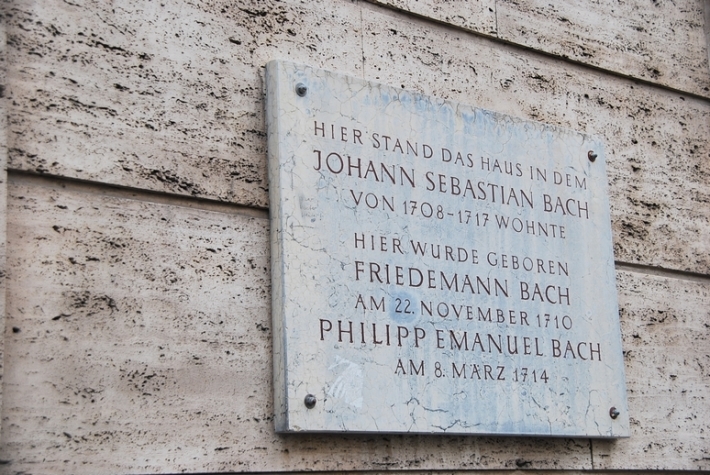 HIER STAND DAS HAUS IN DEM
JOHANN SEBASTIAN BACH
VON 1708-1717 WOHNTE
HIER WURDE GEBOREN
FRIEDEMANN BACH
AM 22. NOVEMBER 1710
PHILIPP EMANUEL BACH
AM 8. MÄRZ 1714